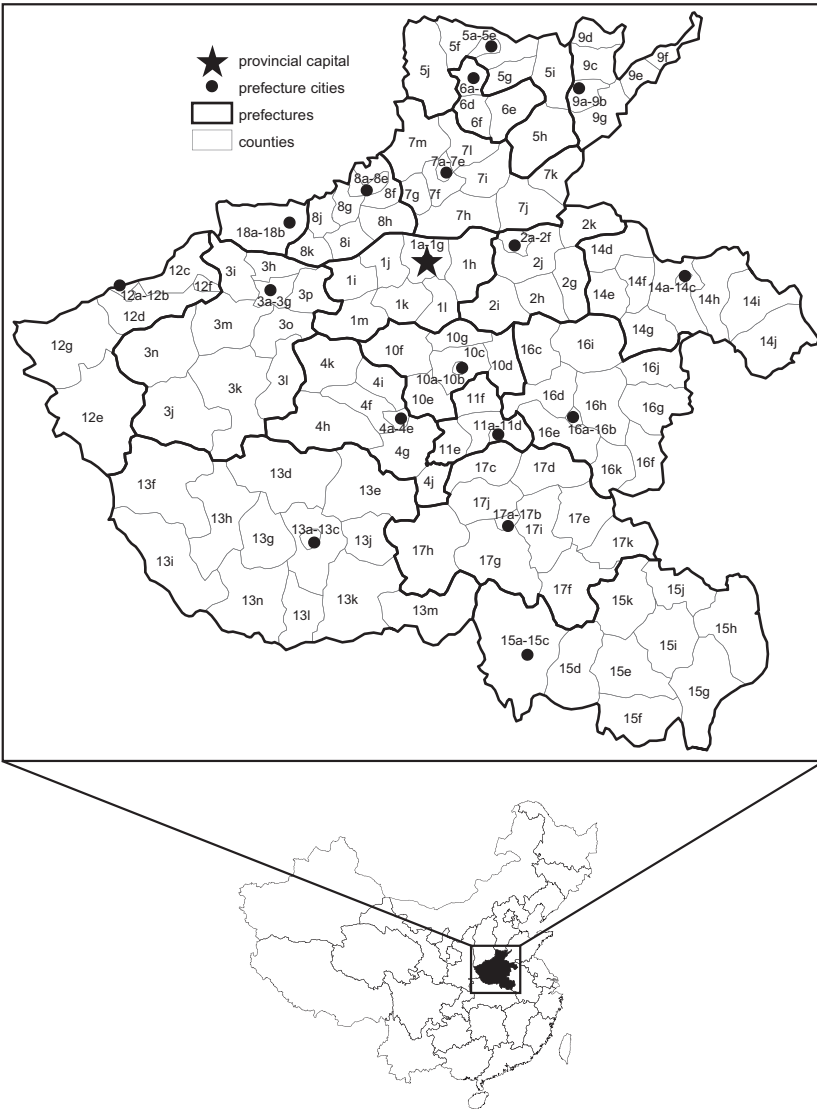 provincial capital
prefecture cities
prefectures
counties
5a-5e
5f
5j
5g
5i
5h
6a-
6d
6e
6f
9d
9c
9f
9e
9a-9b
9g
7m
7l
7a-7e
7g
7f
7i
7k
7h
7j
8a-8e
8f
8g
8j
8h
8i
8k
18a-18b
1a-1g
1j
1h
1i
1k
1l
1m
2a-2f
2k
2j
2g
2h
2i
12c
12f
12a-12b
12d
12g
12e
3i
3h
3a-3g
3p
3m
3o
3n
3k
3l
3j
14d
14f
14e
14a-14c
14h
14i
14g
14j
4k
4i
4f
4a-4e
4h
4g
4j
10g
10f
10c
10d
10a-10b
10e
11f
11a-11d
11e
16c
16i
16j
16d
16h
16g
16a-16b
16e
16k
16f
13d
13f
13e
13h
13a-13c
13g
13j
13i
13n
13l
13k
13m
17c
17d
17j
17a-17b
17e
17i
17h
17g
17k
17f
15j
15k
15a-15c
15h
15i
15d
15e
15g
15f